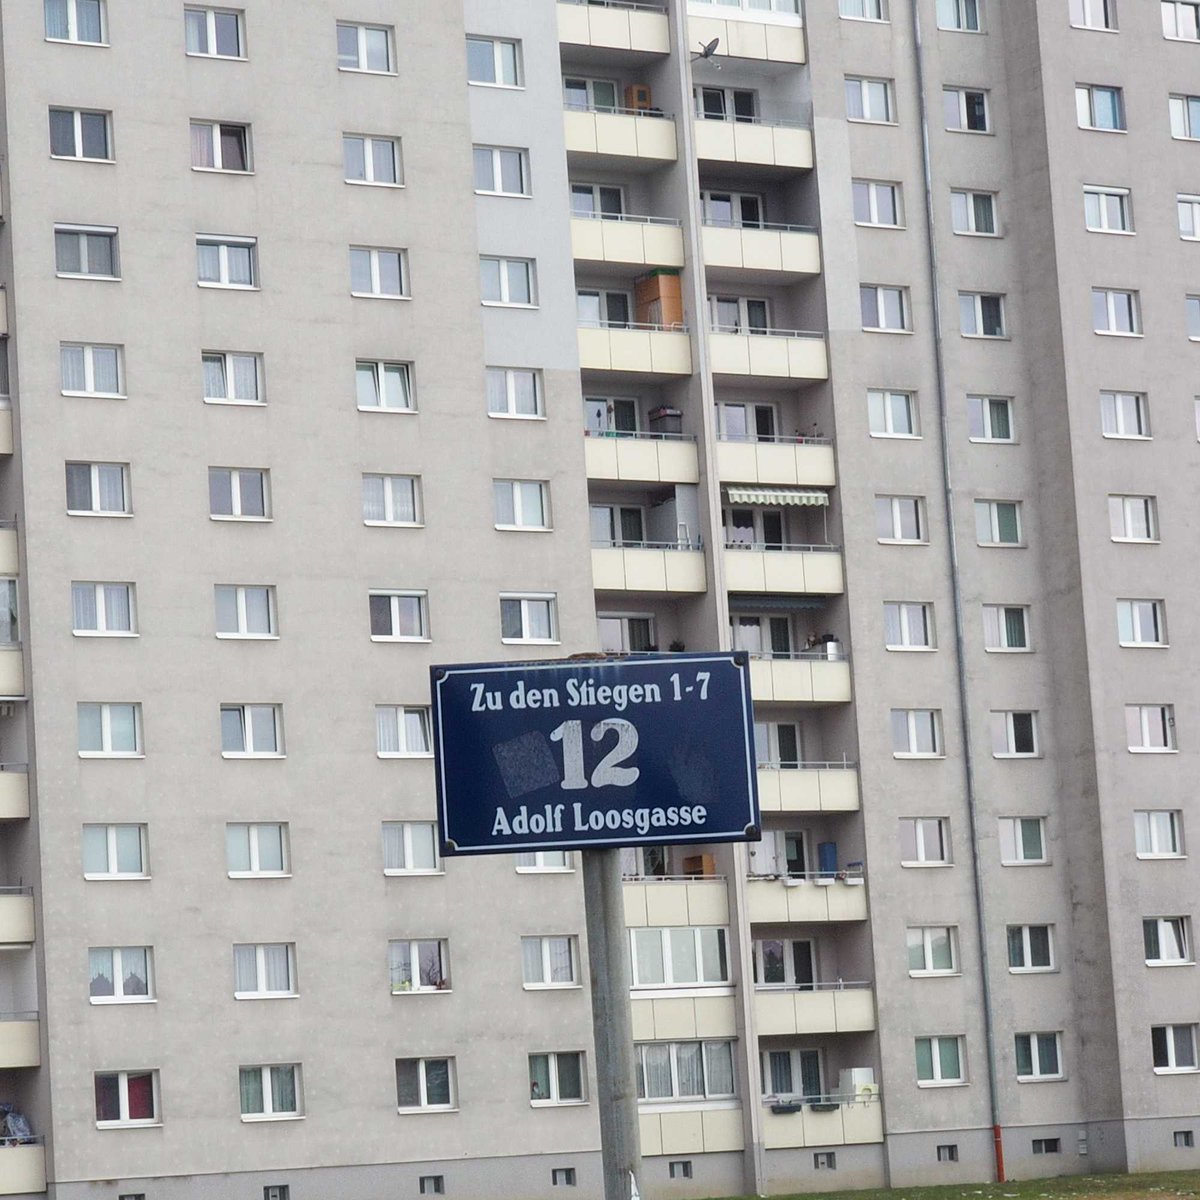 Zu den Stiegen 1-7
12
Adolf Loosgasse